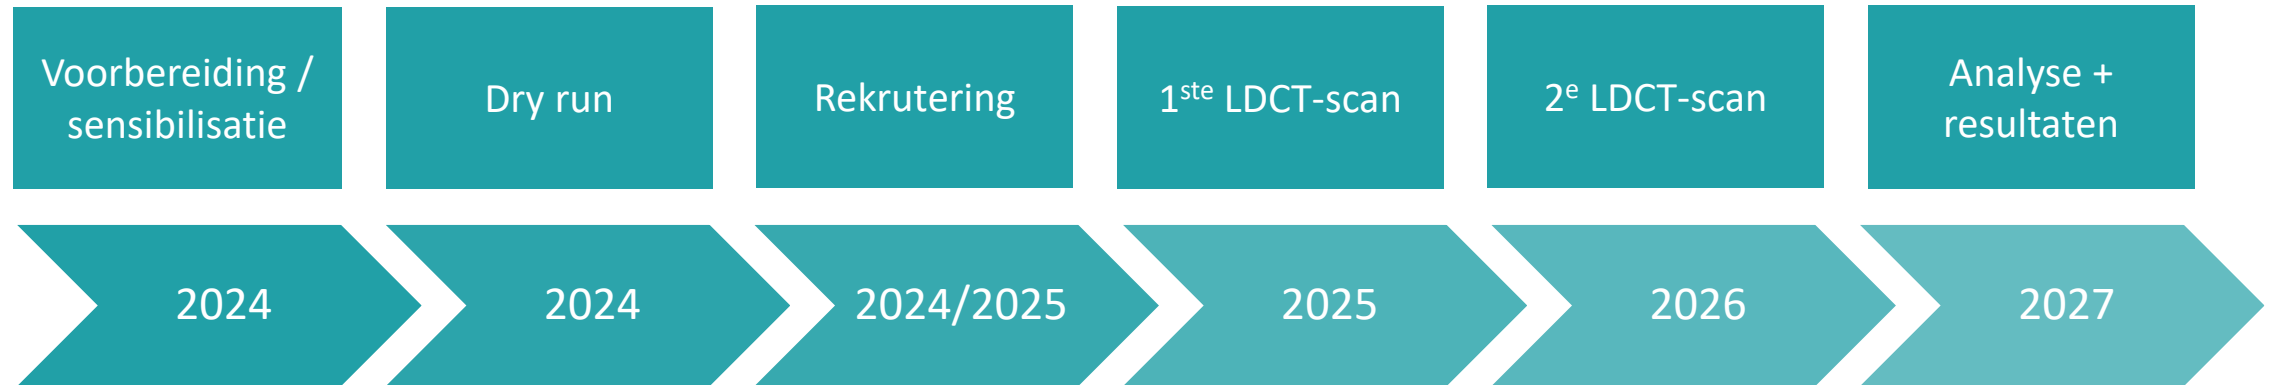 Voorbereiding /
sensibilisatie
Dry run
Rekrutering
1ste LDCT-scan
2e LDCT-scan
Analyse +
resultaten
2024
2024
2024/2025
2025
2026
2027